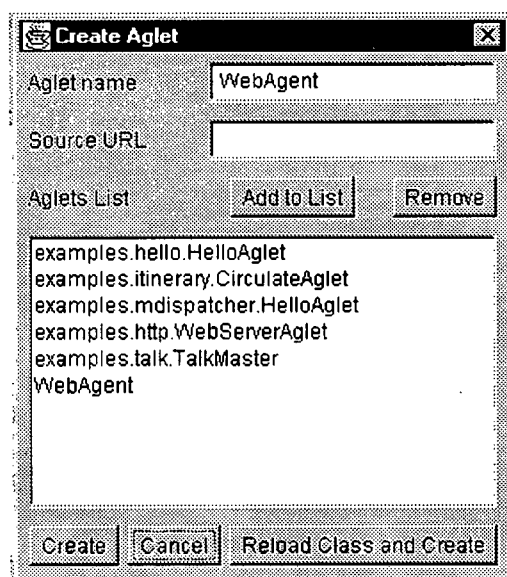 Create Aglet
Aglet name WebAgent
Source URL
Aglets List Add to List Remove
examples.hello.HelloAglet
examples.itinerary.CirculateAglet
examples.mdispatcher.HelloAglet
examples.http.WebServerAglet
examples.talk.TalkMaster
WebAgent
Create Cancel Reload Class and Create